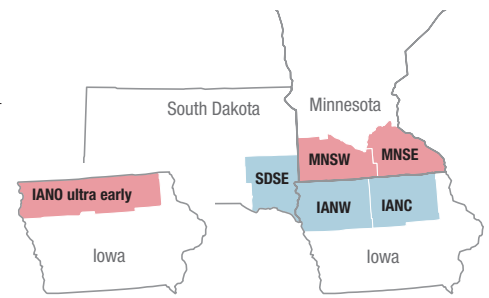 South Dakota
Minnesota
MNSW
MNSE
SDSE
IANO ultra early
IANW
IANC
Iowa
Iowa